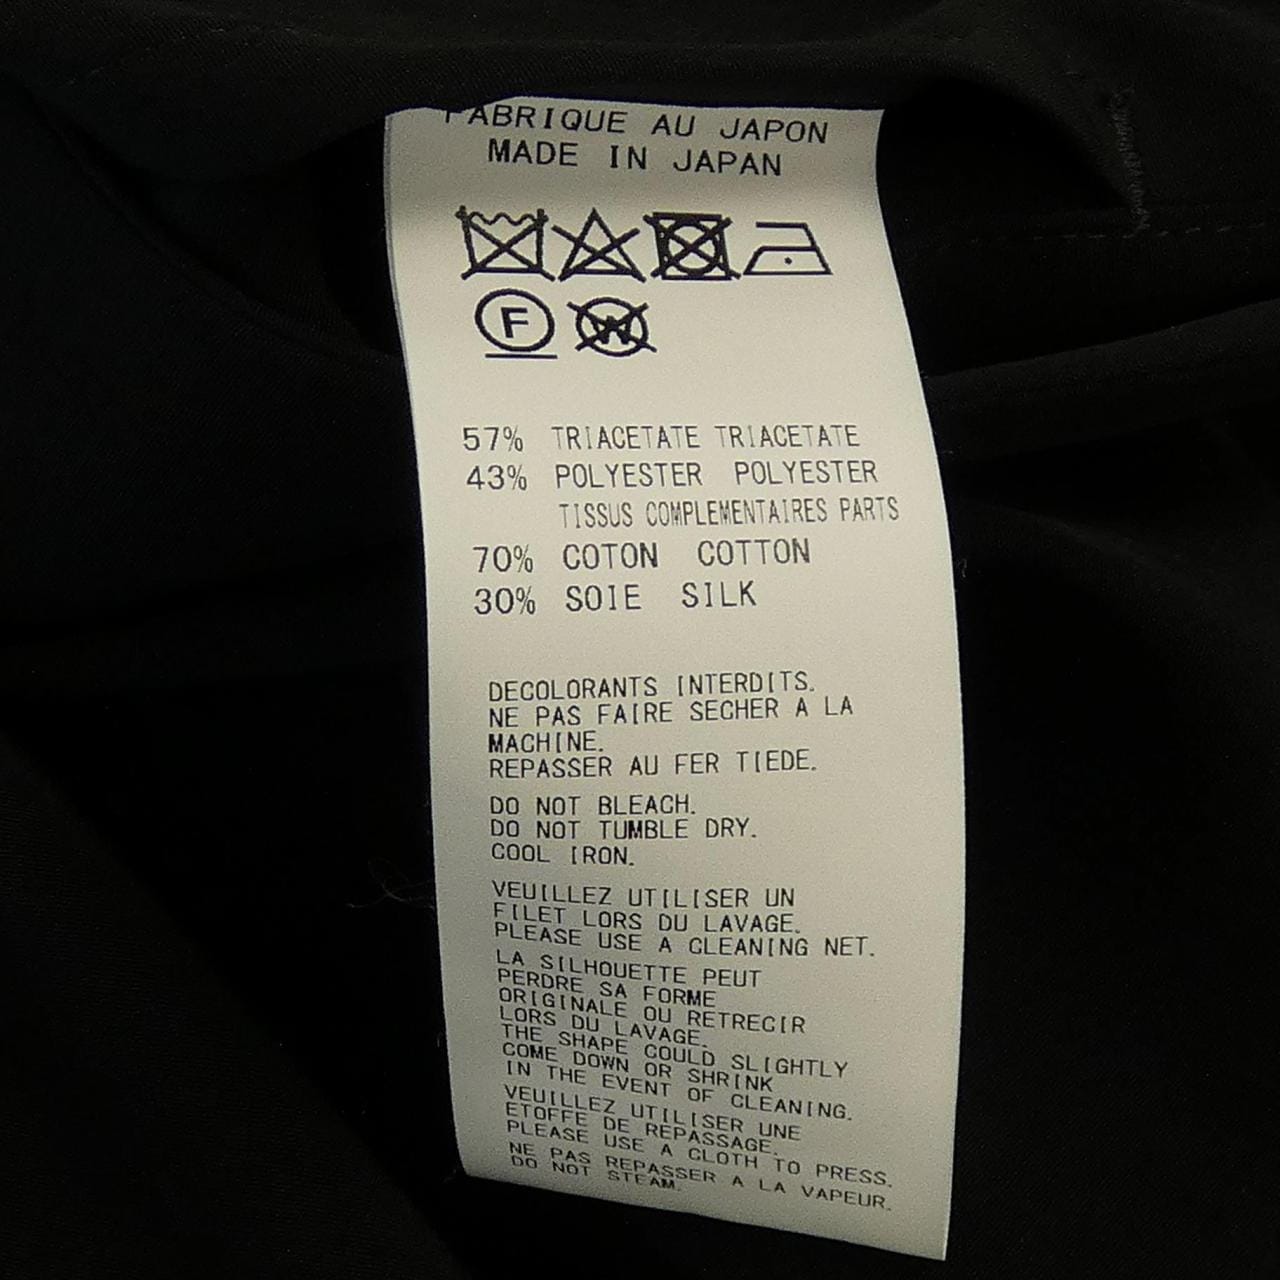 FABRIQUE AU JAPON
MADE IN JAPAN
F
W
57% TRIACETATE TRIACETATE
43% POLYESTER POLYESTER
TISSUS COMPLEMENTAIRES PARTS
70% COTON COTTON
30% SOIE SILK
DECOLORANTS INTERDITS.
NE PAS FAIRE SECHER A LA
MACHINE.
REPASSER AU FER TIEDE.
DO NOT BLEACH.
DO NOT TUMBLE DRY.
COOL IRON.
VEUILLEZ UTILISER UN
FILET LORS DU LAVAGE.
PLEASE USE A CLEANING NET.
LA SILHOUETTE PEUT
PERDRE SA FORME
ORIGINALE OU RETRECIR
LORS DU LAVAGE.
THE SHAPE COULD SLIGHTLY
COME DOWN OR SHRINK
IN THE EVENT OF CLEANING.
VEUILLEZ UTILISER UNE
ETOFFE DE REPASSAGE.
PLEASE USE A CLOTH TO PRESS.
NE PAS REPASSER A LA VAPEUR.
DO NOT STEAM.